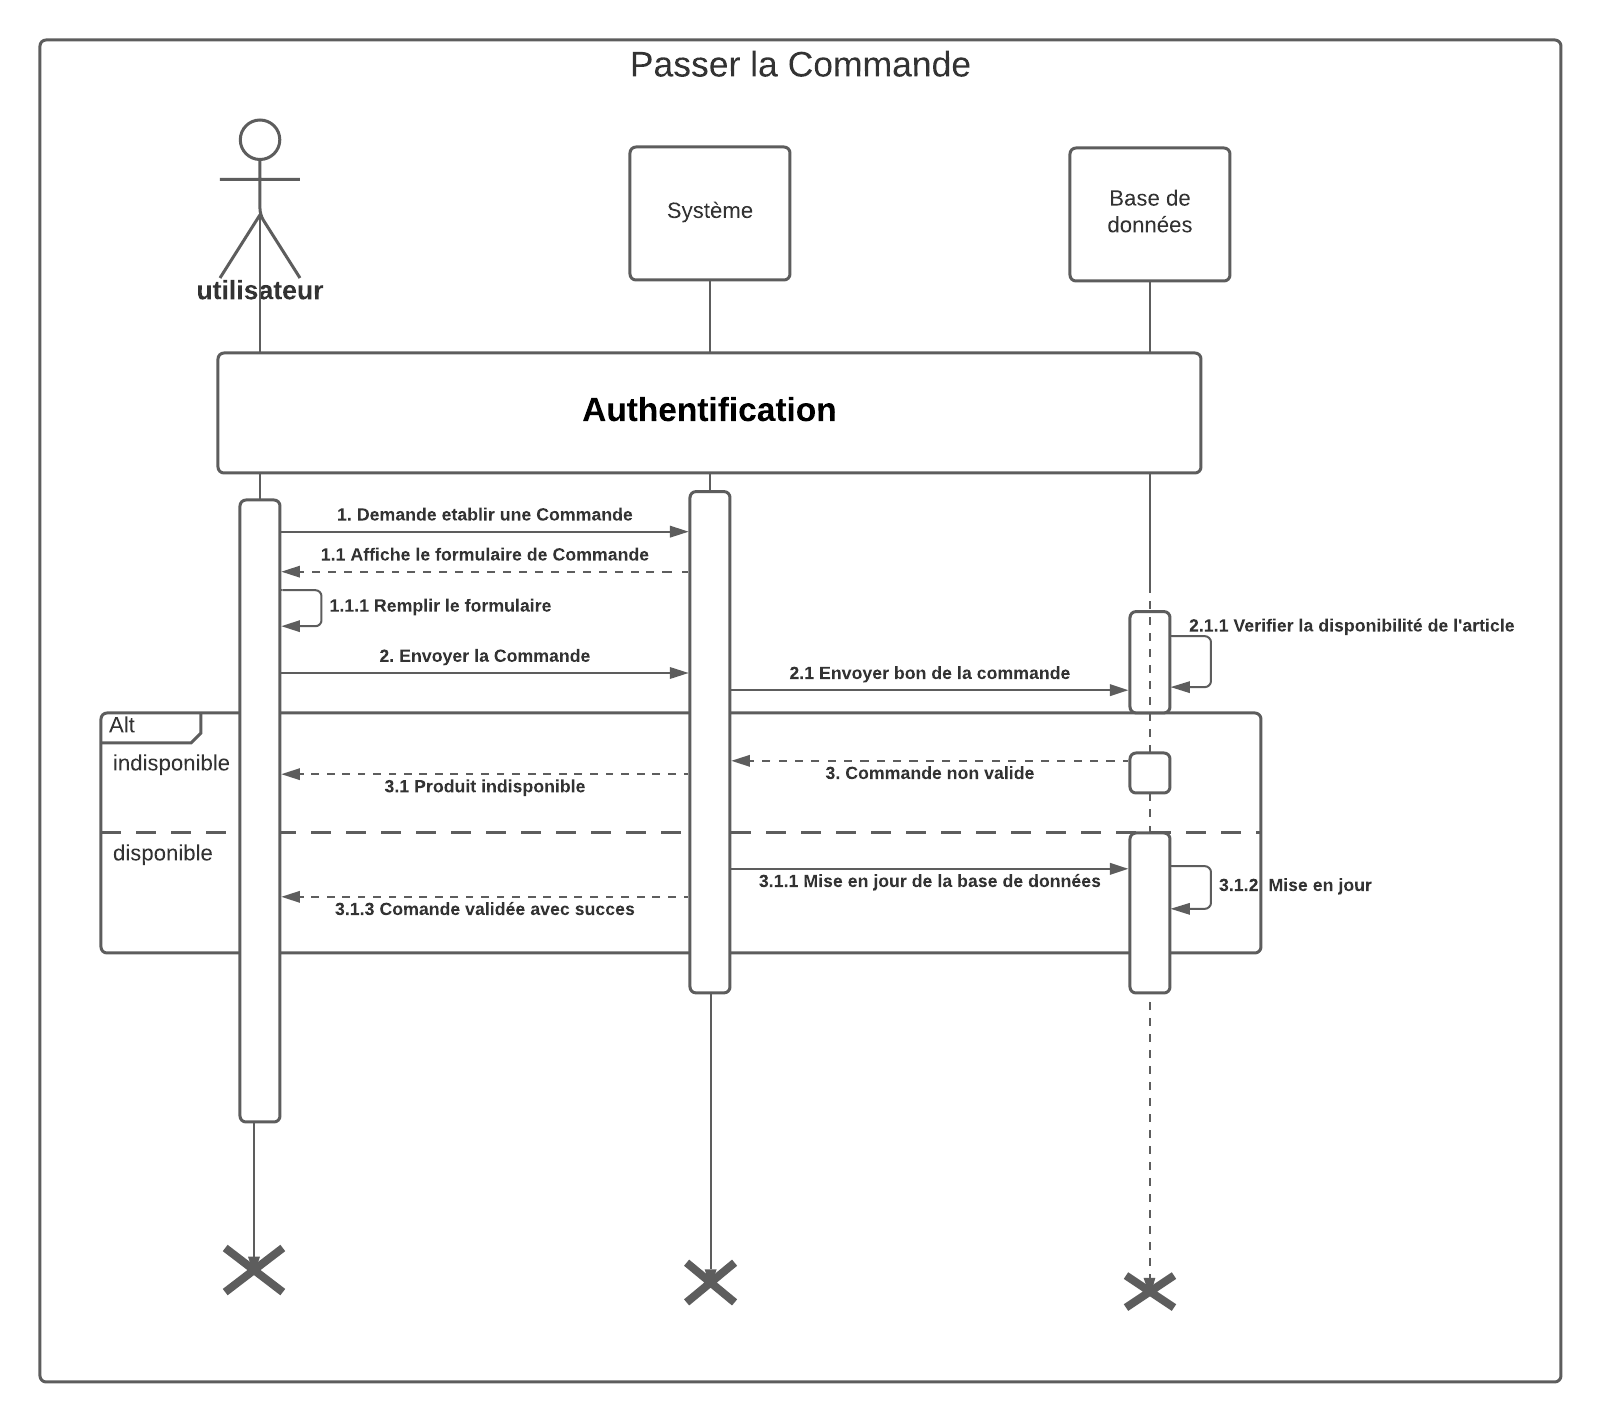 Passer la Commande
utilisateur
Système
Base de
données
Authentification
1. Demande etablir une Commande
1.1 Affiche le formulaire de Commande
1.1.1 Remplir le formulaire
2.1.1 Verifier la disponibilité de l'article
2. Envoyer la Commande
2.1 Envoyer bon de la commande
Alt
indisponible
3. Commande non valide
3.1 Produit indisponible
disponible
3.1.1 Mise en jour de la base de données
3.1.2 Mise en jour
3.1.3 Comande validée avec succes